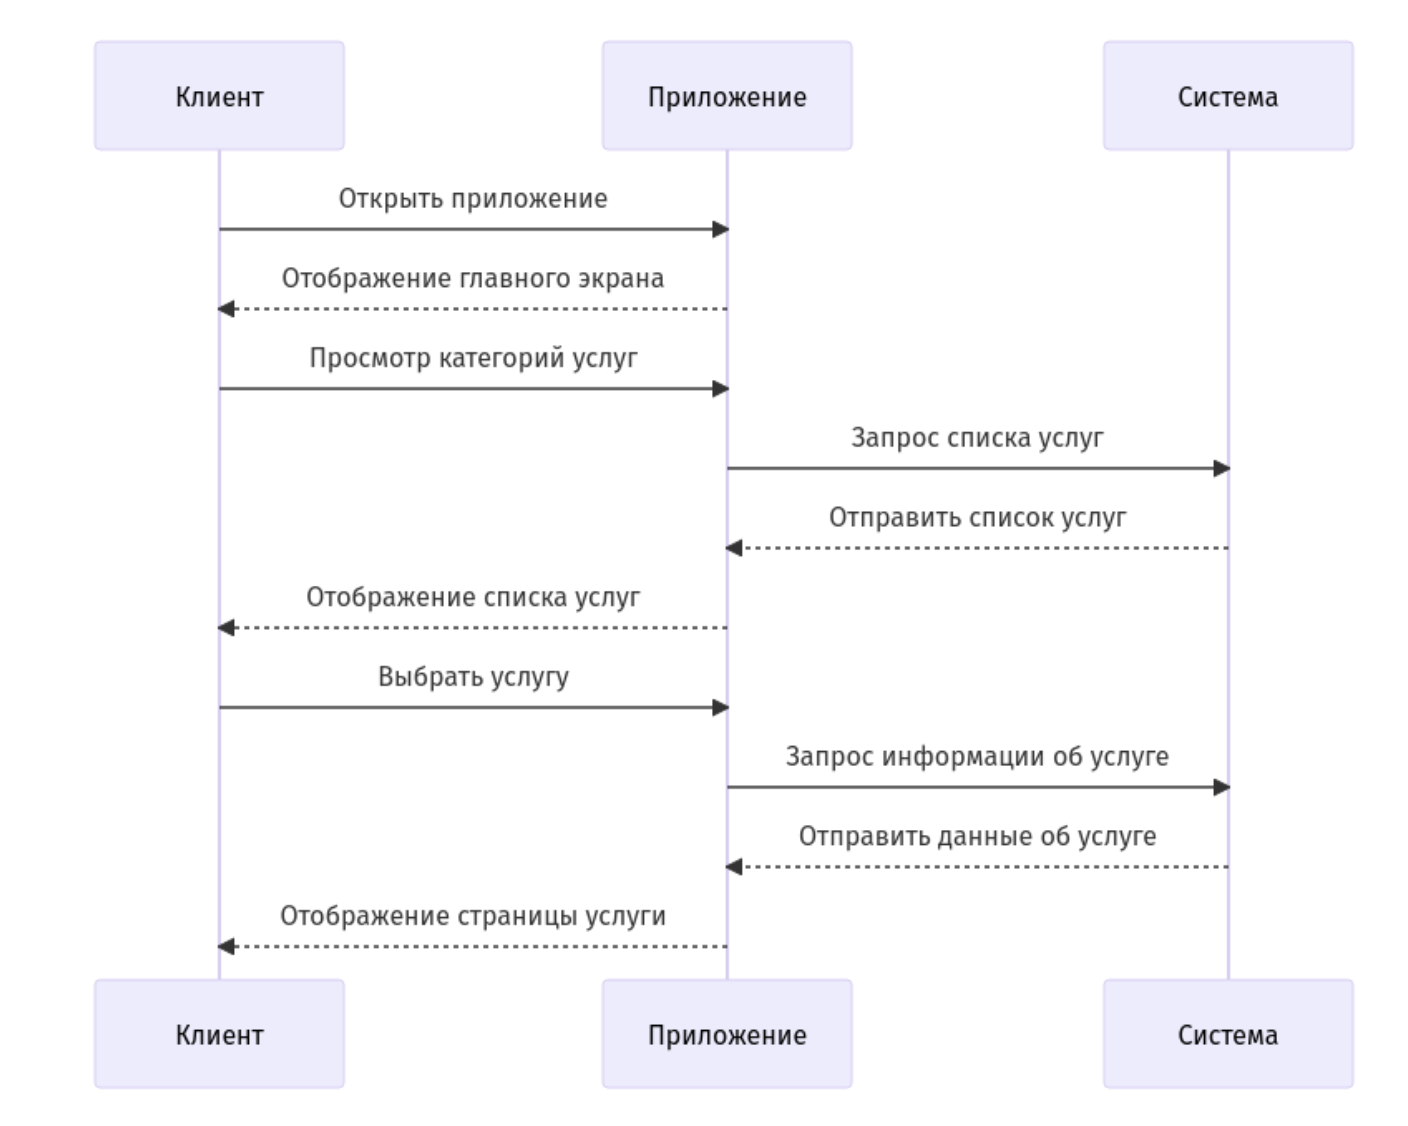 Клиент
Приложение
Система
Открыть приложение
Отображение главного экрана
Просмотр категорий услуг
Запрос списка услуг
Отправить список услуг
Отображение списка услуг
Выбрать услугу
Запрос информации об услуге
Отправить данные об услуге
Отображение страницы услуги
Клиент
Приложение
Система